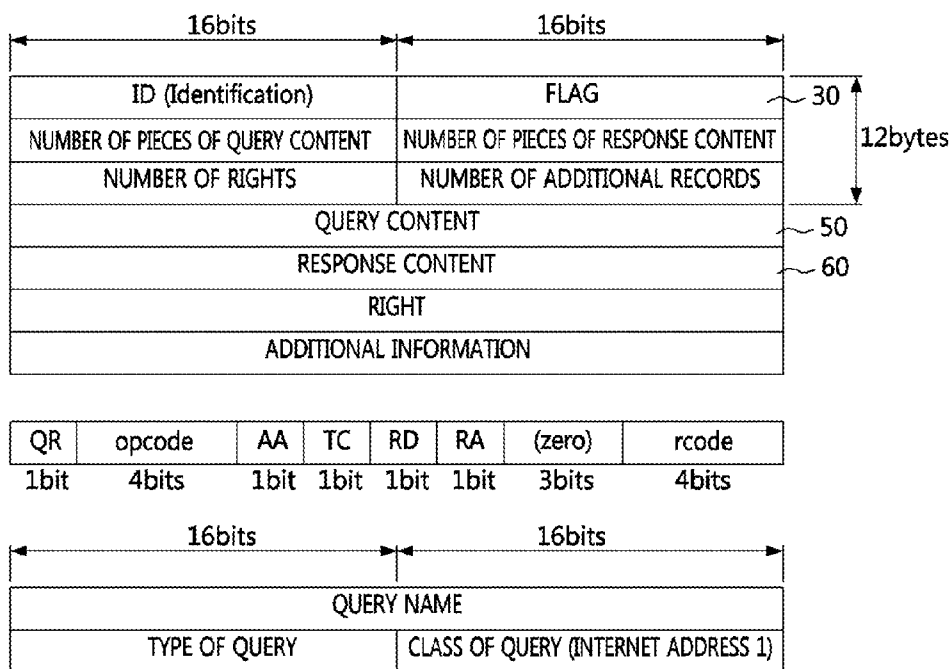 16bits 16bits
ID (Identification) FLAG 30
NUMBER OF PIECES OF QUERY CONTENT NUMBER OF PIECES OF RESPONSE CONTENT 12bytes
NUMBER OF RIGHTS NUMBER OF ADDITIONAL RECORDS
QUERY CONTENT 50
RESPONSE CONTENT 60
RIGHT
ADDITIONAL INFORMATION
QR opcode AA TC RD RA (zero) rcode
1bit 4bits 1bit 1bit 1bit 1bit 3bits 4bits
16bits 16bits
QUERY NAME
TYPE OF QUERY CLASS OF QUERY (INTERNET ADDRESS 1)